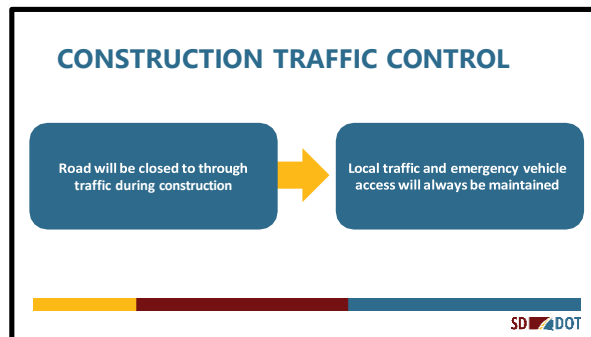 CONSTRUCTION TRAFFIC CONTROL
Road will be closed to through
traffic during construction
Local traffic and emergency vehicle
access will always be maintained
SD DOT